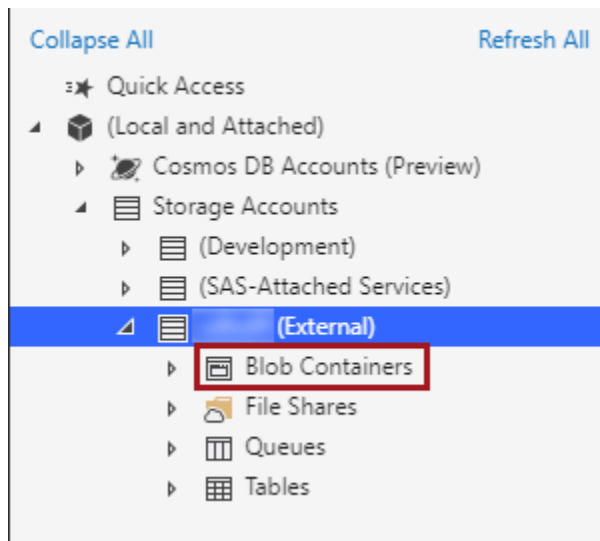 Collapse All Refresh All
Quick Access
(Local and Attached)
Cosmos DB Accounts (Preview)
Storage Accounts
(Development)
(SAS-Attached Services)
(External)
Blob Containers
File Shares
Queues
Tables